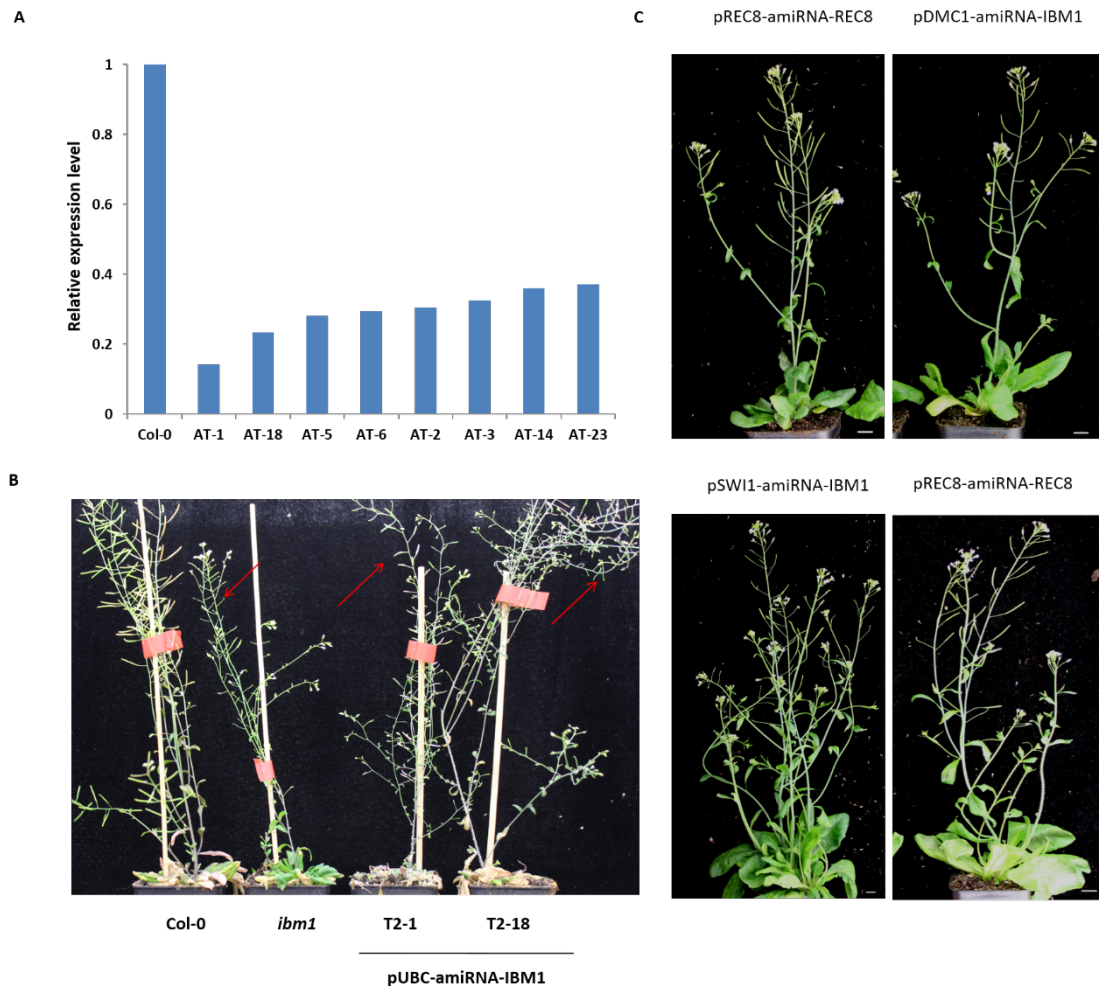 A
Relative expression level
1
0.8
0.6
0.4
0.2
0
Col-0 AT-1 AT-18 AT-5 AT-6 AT-2 AT-3 AT-14 AT-23
B
Col-0 ibm1 T2-1 T2-18
pUBC-amiRNA-IBM1
C
pREC8-amiRNA-REC8 pDMC1-amiRNA-IBM1
pSWI1-amiRNA-IBM1 pREC8-amiRNA-REC8